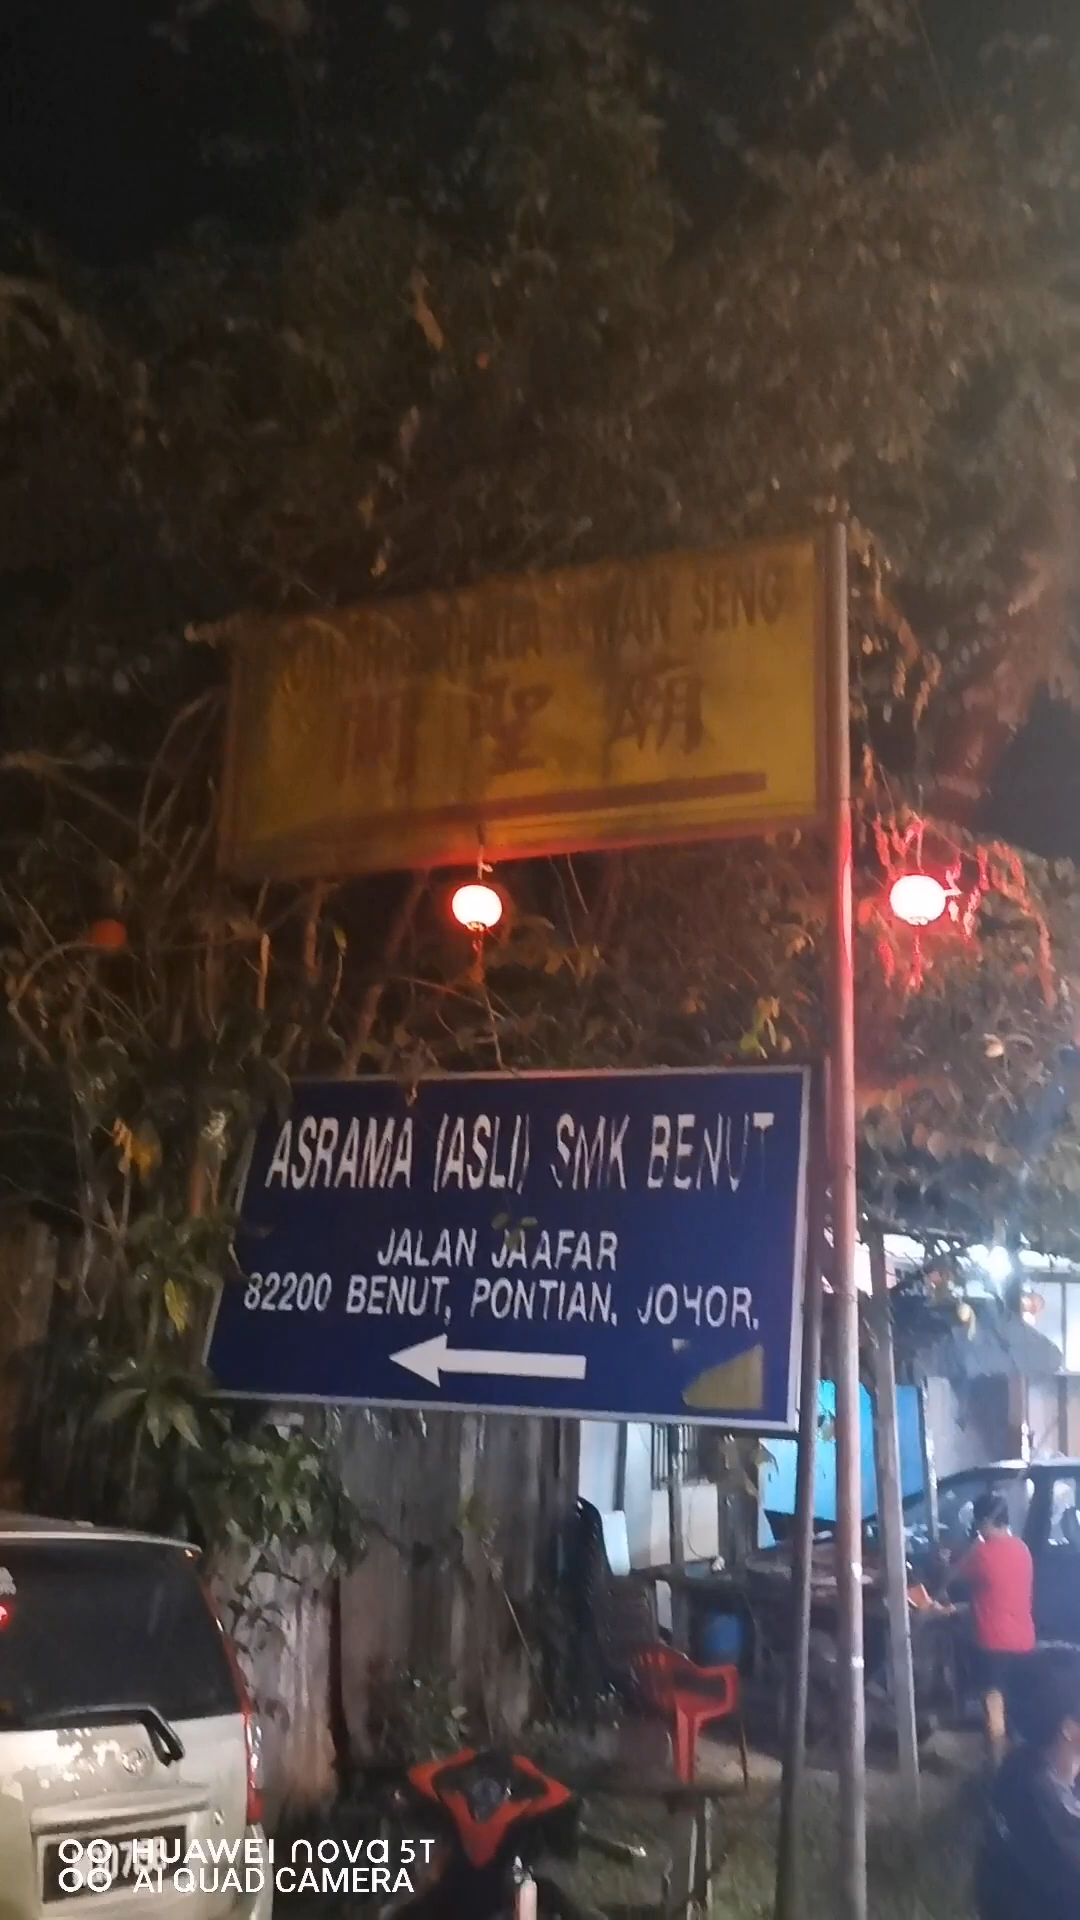 KWAN SENG
聖廟
ASRAMA (ASLI) SMK BENUT
JALAN JAAFAR
82200 BENUT, PONTIAN, JOHOR.
HUAWEI nova 5T
AI QUAD CAMERA